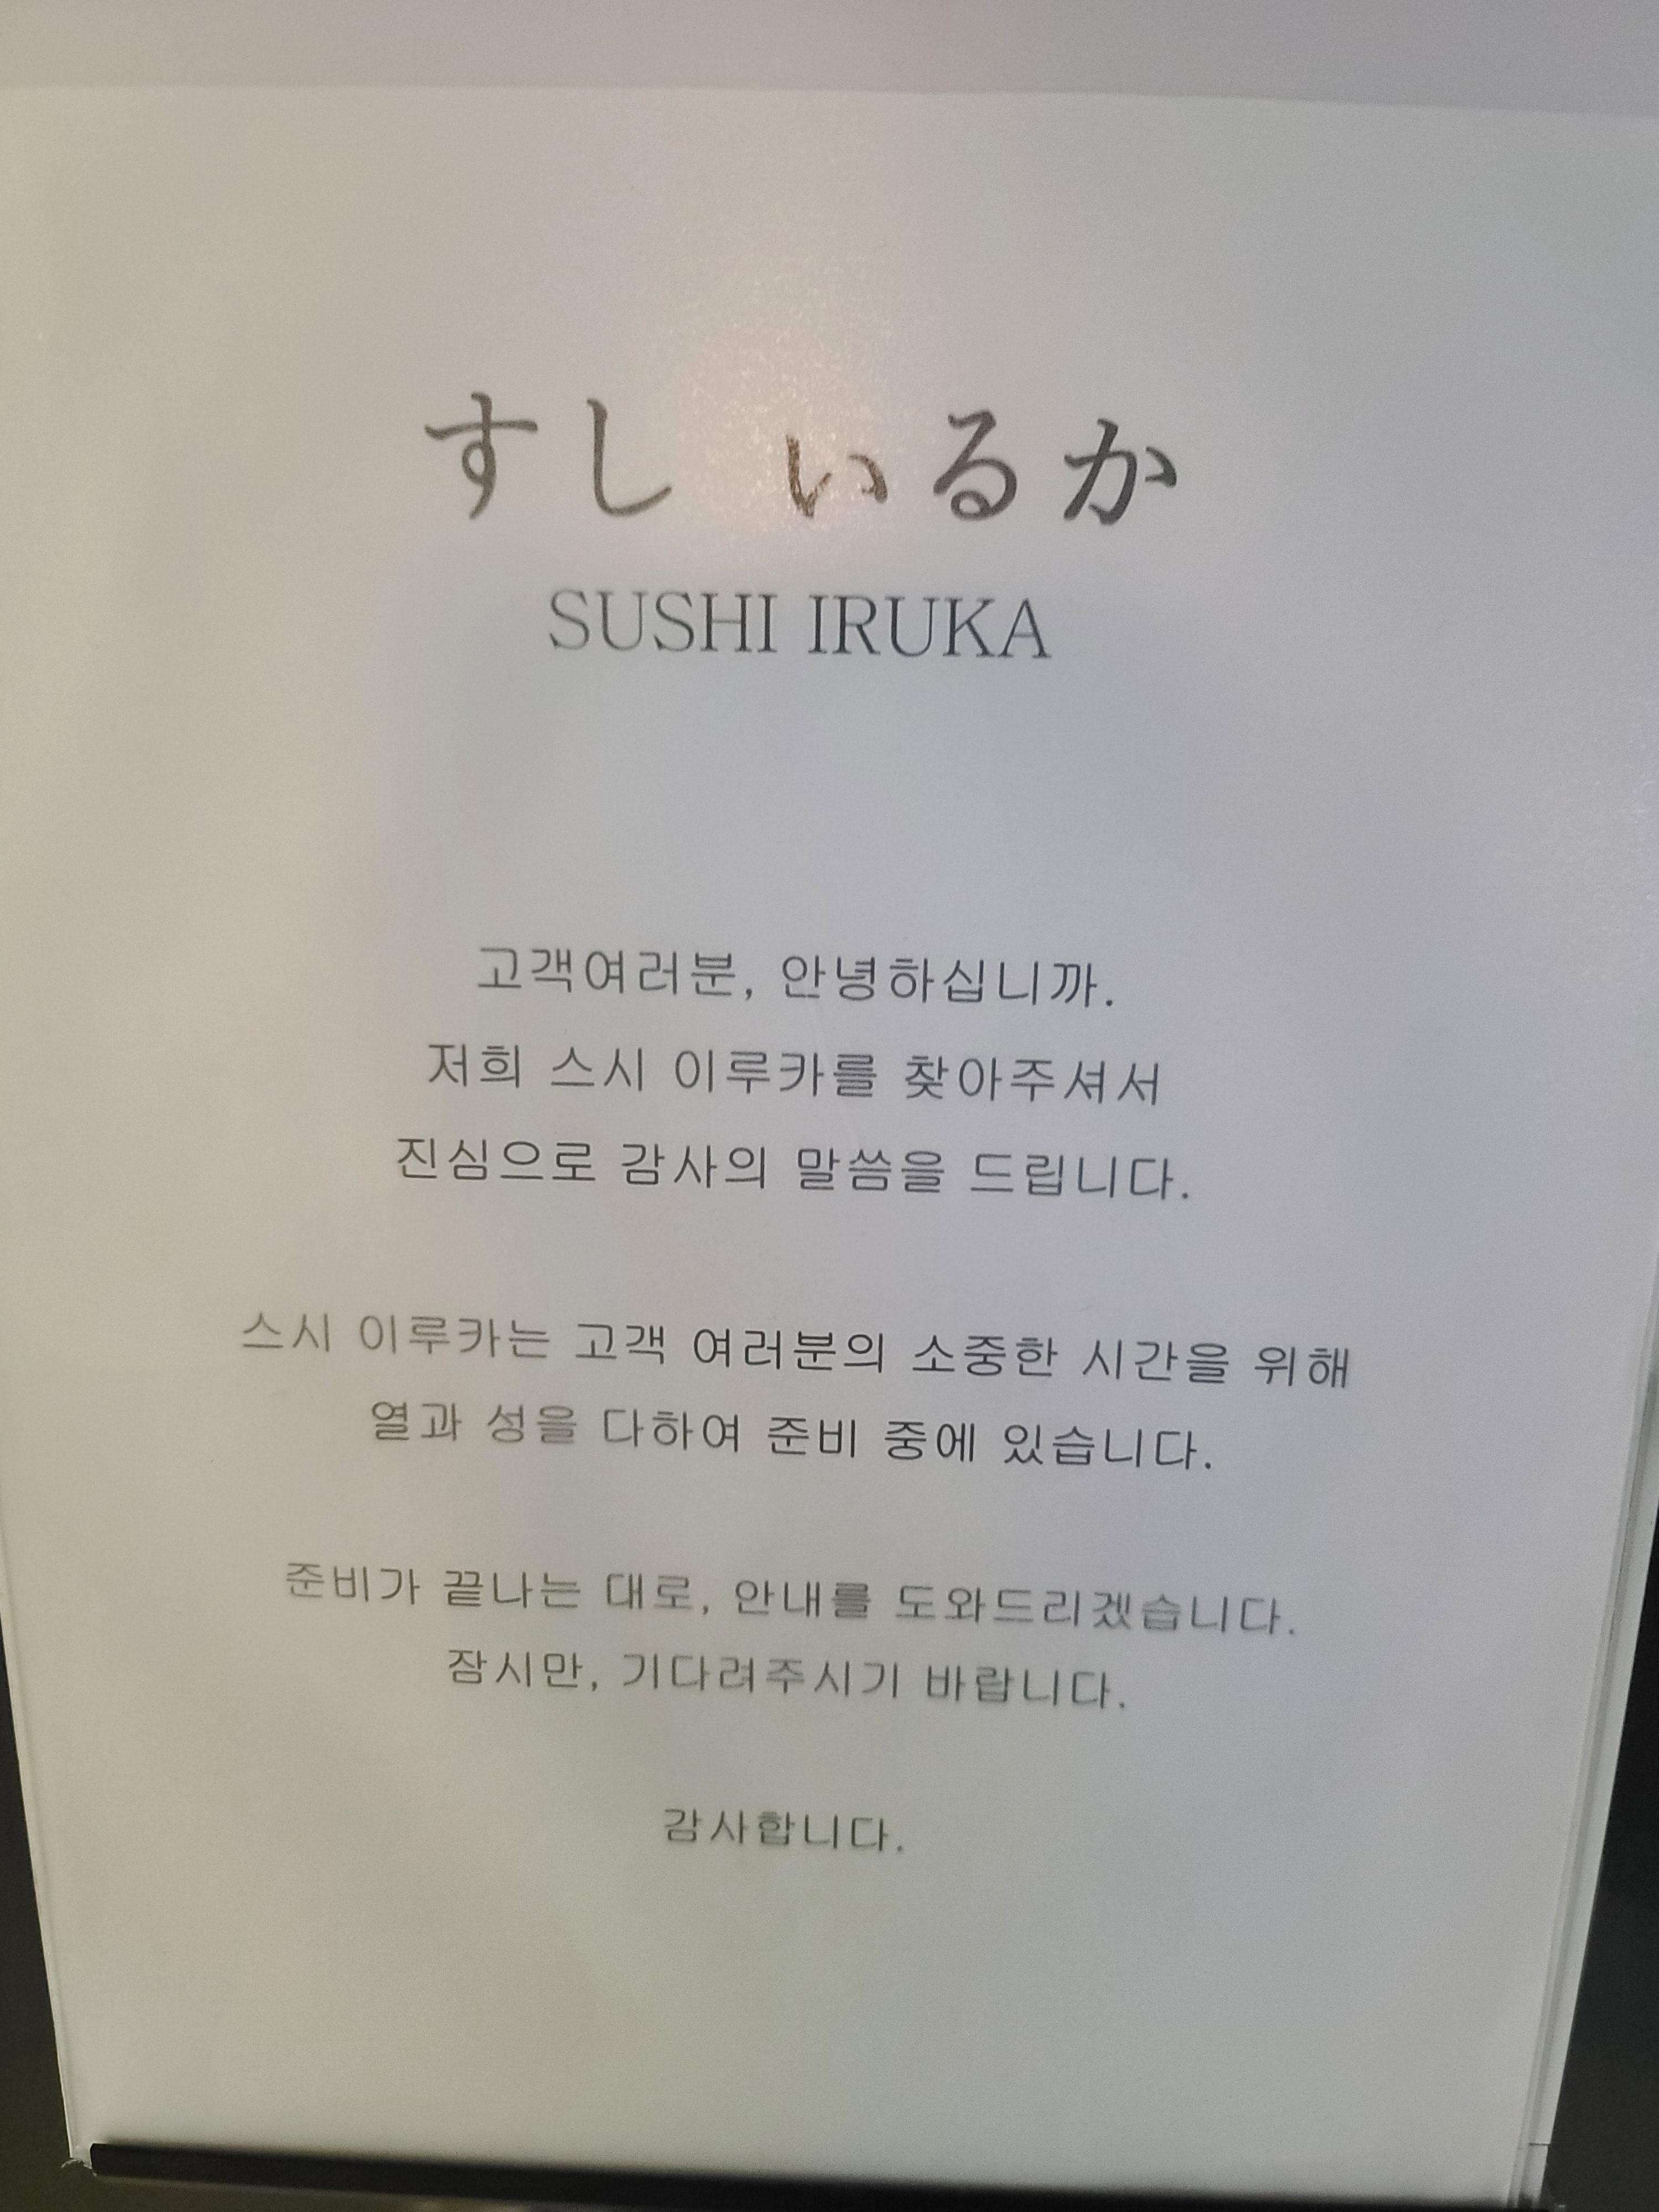 すし いるか
SUSHI IRUKA
고객여러분, 안녕하십니까.
저희 스시 이루카를 찾아주셔서
진심으로 감사의 말씀을 드립니다.
스시 이루카는 고객 여러분의 소중한 시간을 위해
열과 성을 다하여 준비 중에 있습니다.
준비가 끝나는 대로, 안내를 도와드리겠습니다.
잠시만, 기다려주시기 바랍니다.
감사합니다.